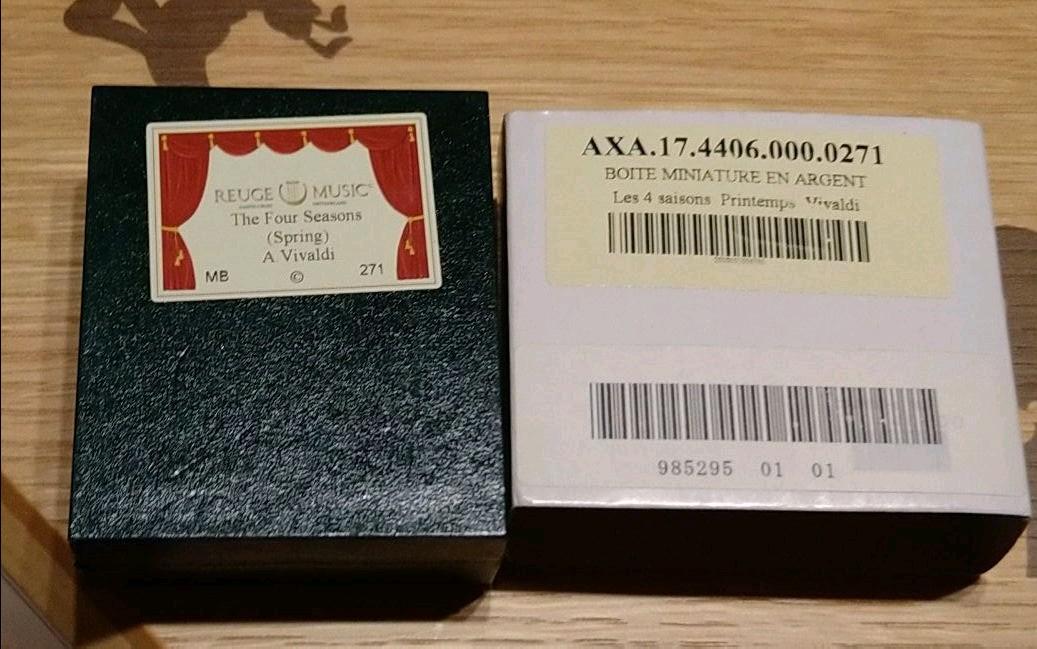 REUGE MUSIC
The Four Seasons
(Spring)
A. Vivaldi
MB © 271
AXA.17.4406.000.0271
BOITE MINIATURE EN ARGENT
Les 4 saisons Printemps Vivaldi
985295 01 01